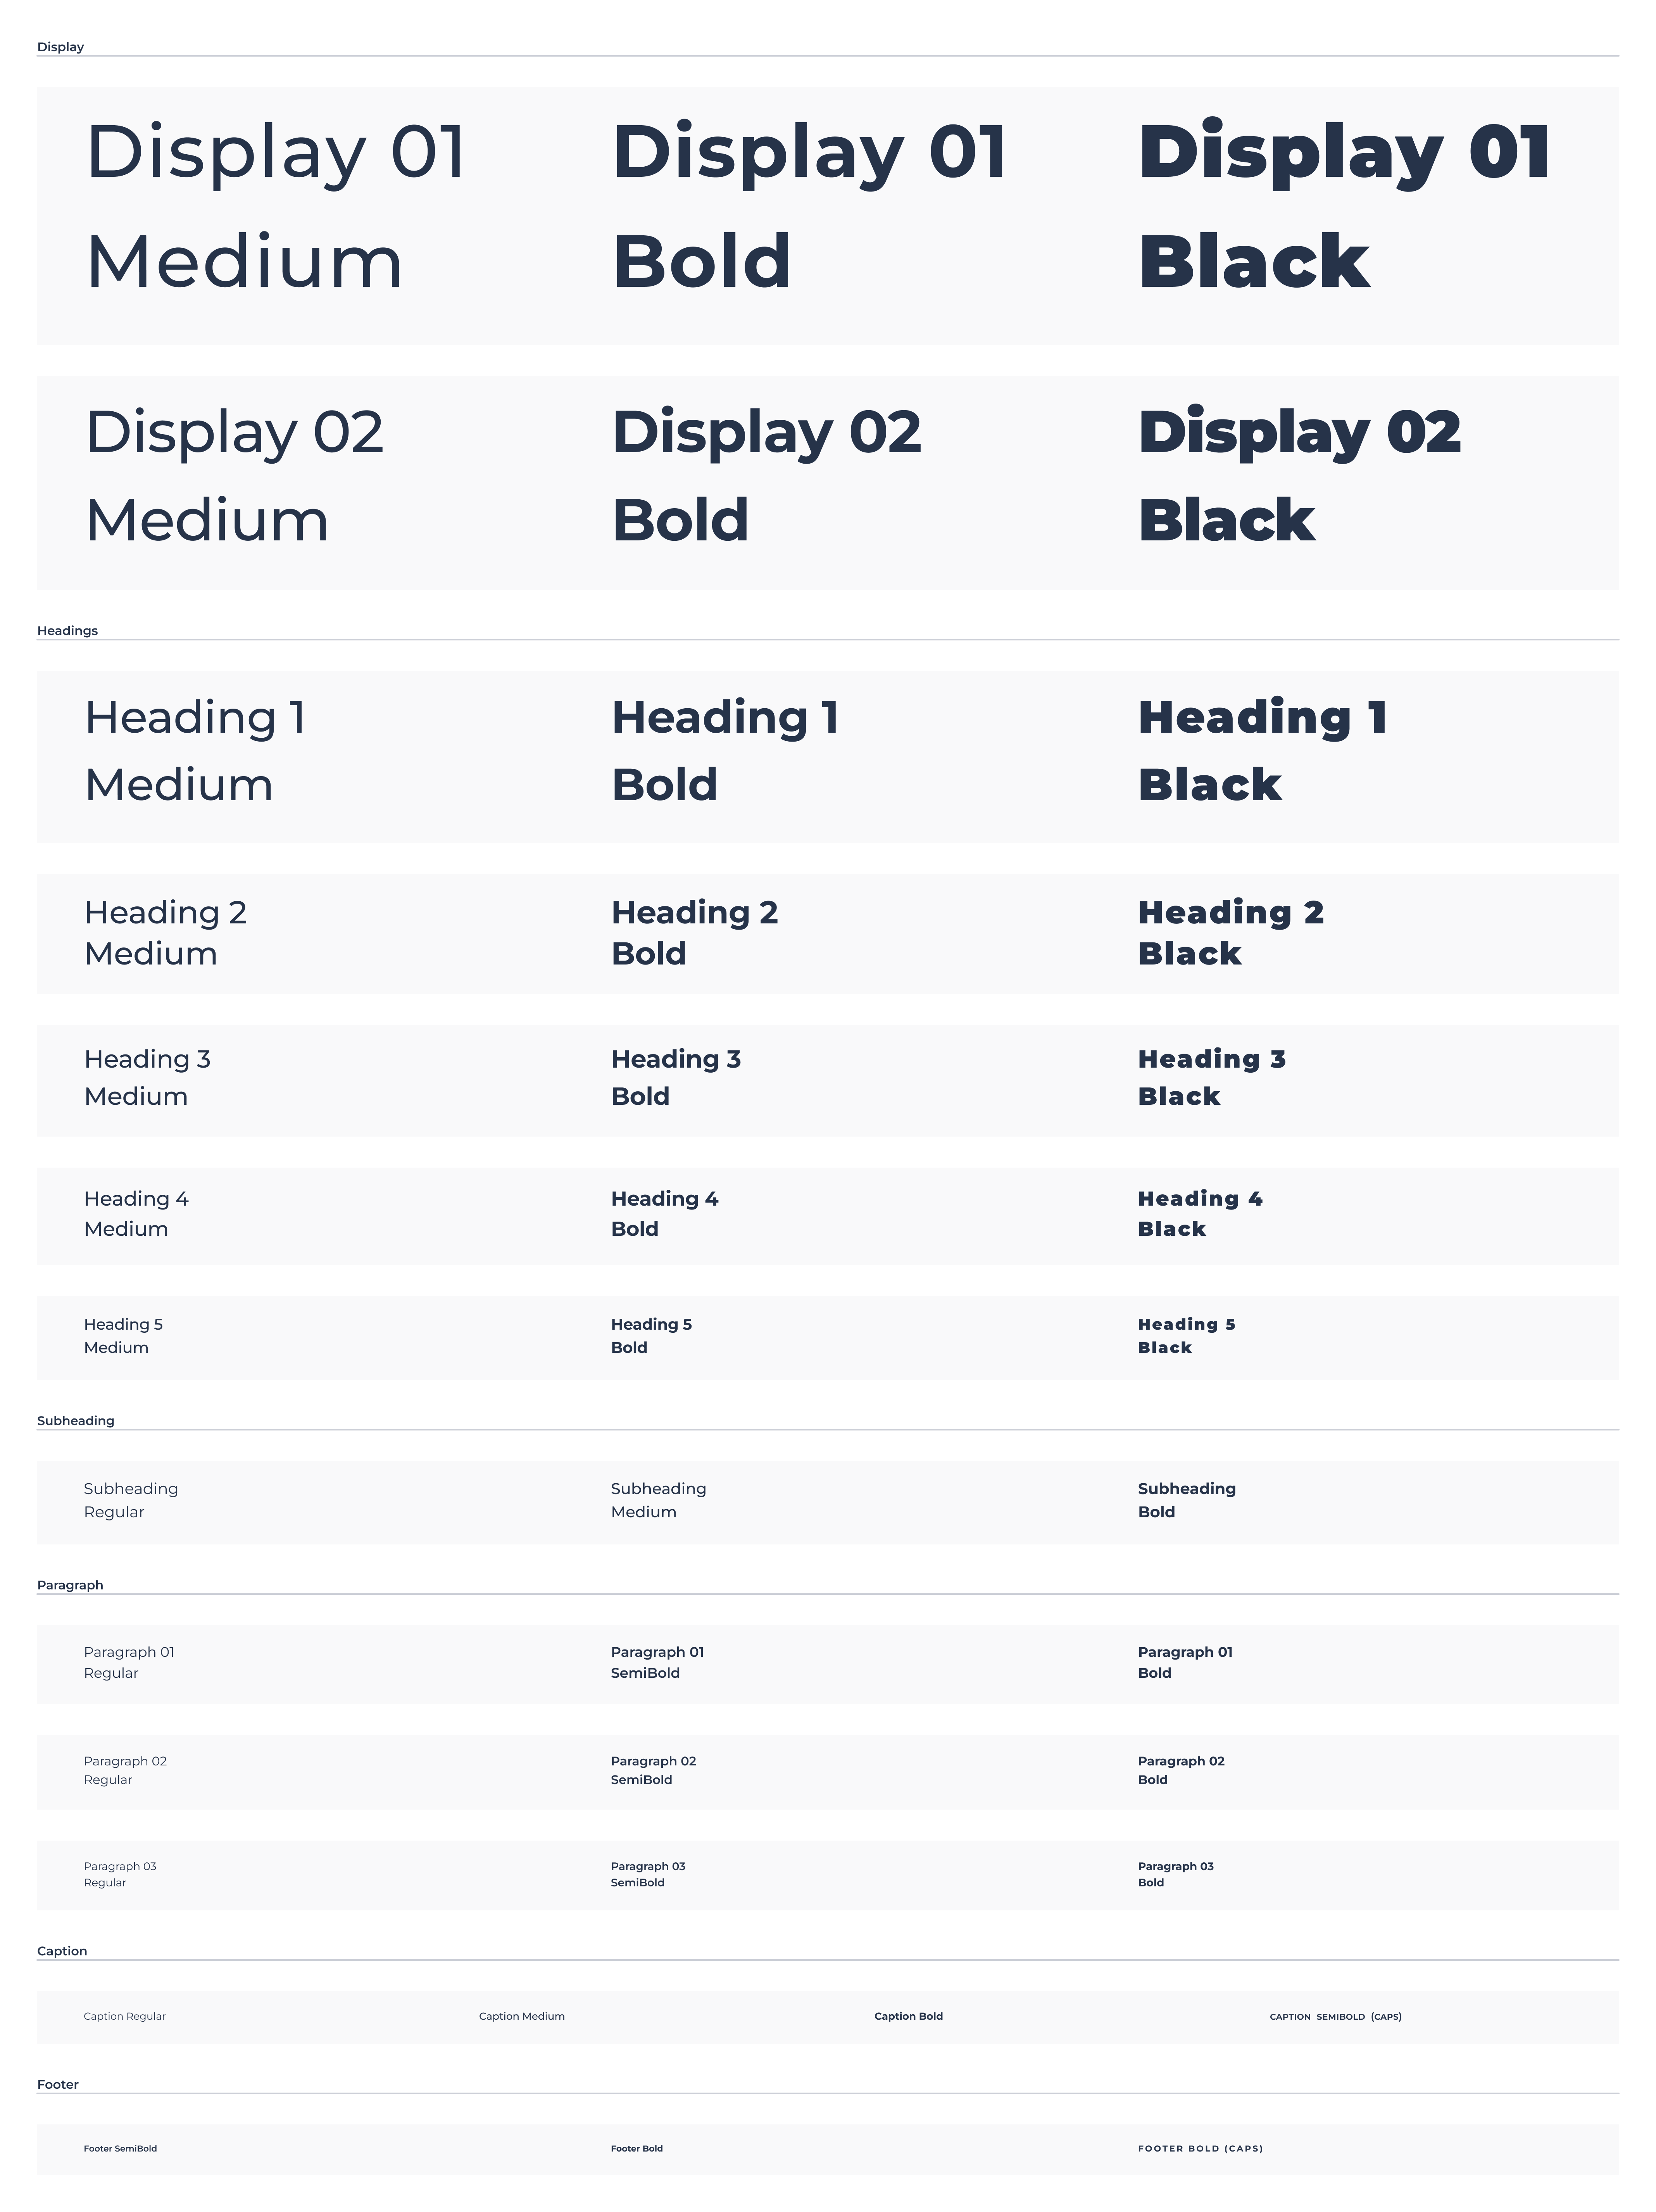 Display
Display 01
Medium
Display 01
Bold
Display 01
Black
Display 02
Medium
Display 02
Bold
Display 02
Black
Headings
Heading 1
Medium
Heading 1
Bold
Heading 1
Black
Heading 2
Medium
Heading 2
Bold
Heading 2
Black
Heading 3
Medium
Heading 3
Bold
Heading 3
Black
Heading 4
Medium
Heading 4
Bold
Heading 4
Black
Heading 5
Medium
Heading 5
Bold
Heading 5
Black
Subheading
Subheading
Regular
Subheading
Medium
Subheading
Bold
Paragraph
Paragraph 01
Regular
Paragraph 01
SemiBold
Paragraph 01
Bold
Paragraph 02
Regular
Paragraph 02
SemiBold
Paragraph 02
Bold
Paragraph 03
Regular
Paragraph 03
SemiBold
Paragraph 03
Bold
Caption
Caption Regular
Caption Medium
Caption Bold
CAPTION SEMIBOLD (CAPS)
Footer
Footer SemiBold
Footer Bold
FOOTER BOLD (CAPS)